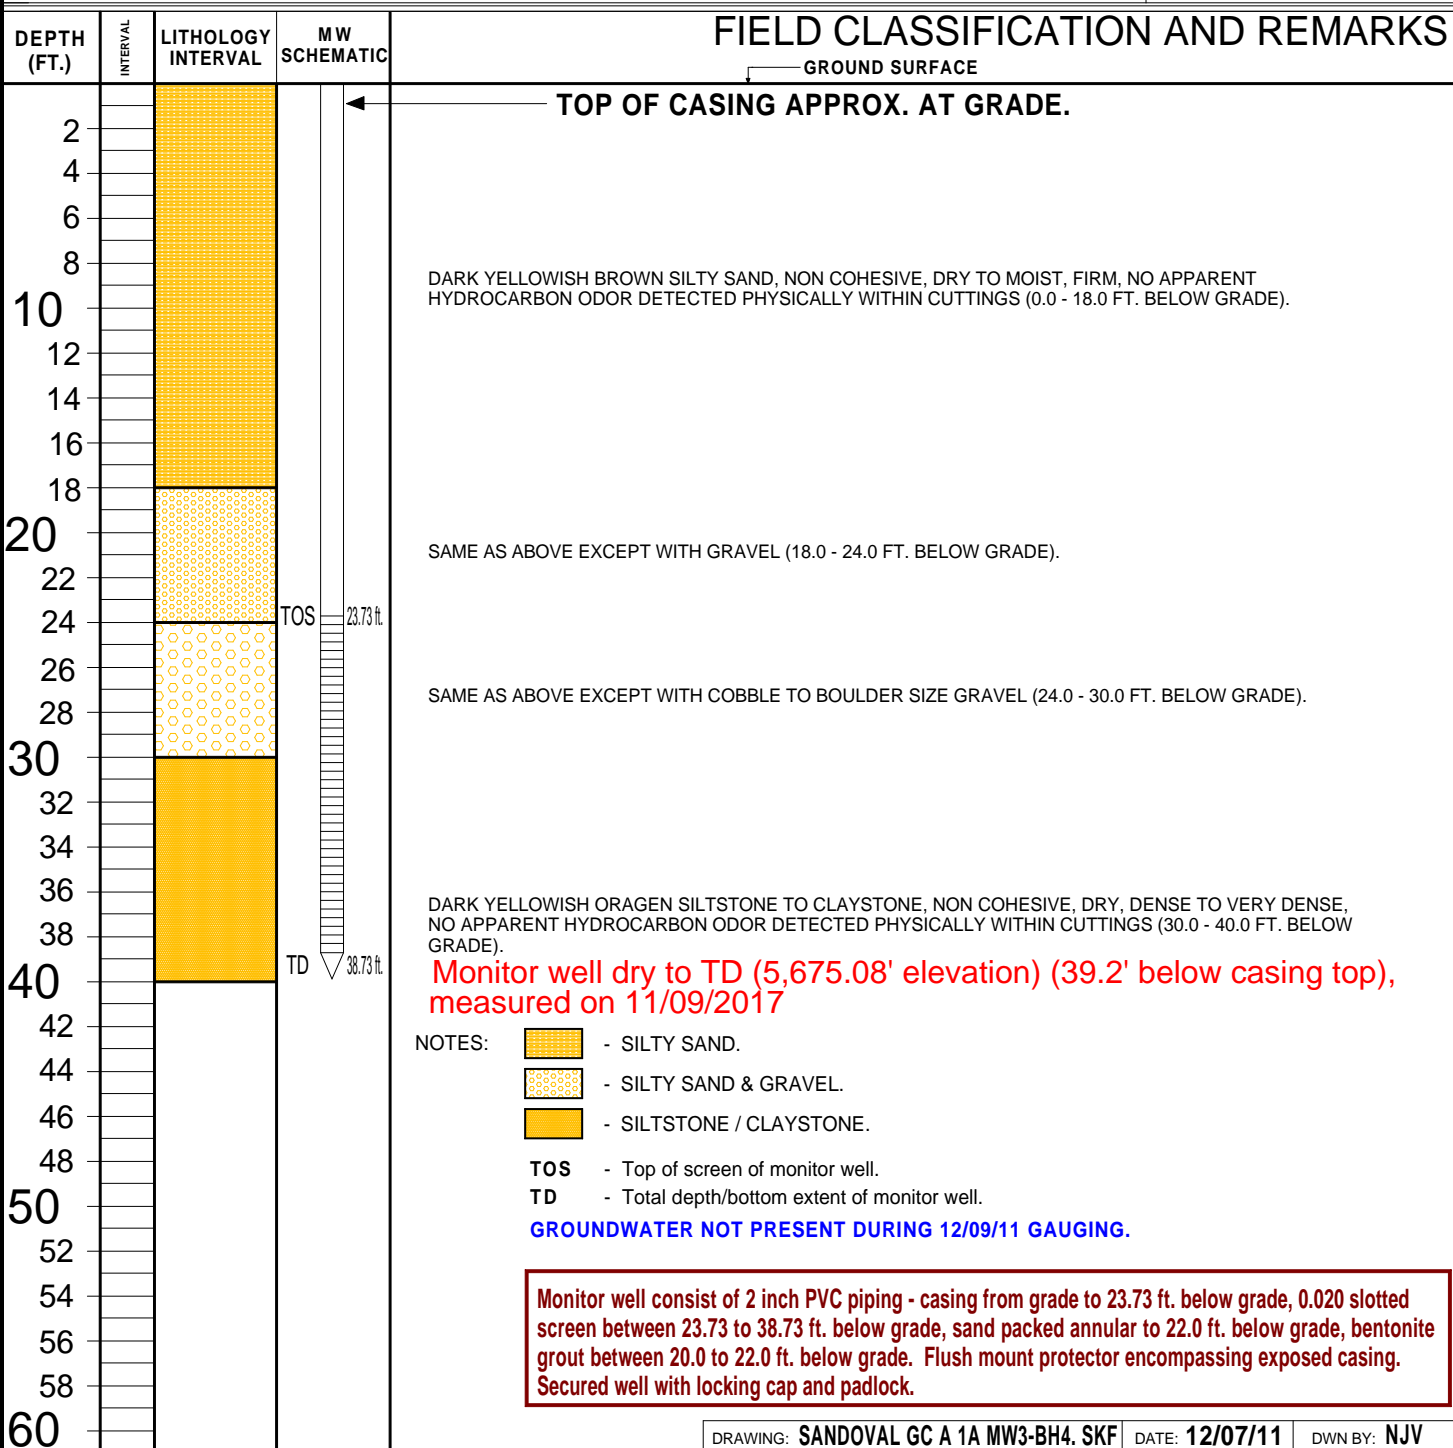 DEPTH (FT.)
INTERVAL
LITHOLOGY INTERVAL
MW SCHEMATIC
FIELD CLASSIFICATION AND REMARKS
GROUND SURFACE
TOP OF CASING APPROX. AT GRADE.
2
4
6
8
DARK YELLOWISH BROWN SILTY SAND, NON COHESIVE, DRY TO MOIST, FIRM, NO APPARENT
HYDROCARBON ODOR DETECTED PHYSICALLY WITHIN CUTTINGS (0.0 - 18.0 FT. BELOW GRADE).
10
12
14
16
18
20
SAME AS ABOVE EXCEPT WITH GRAVEL (18.0 - 24.0 FT. BELOW GRADE).
22
24
TOS 23.73 ft.
26
SAME AS ABOVE EXCEPT WITH COBBLE TO BOULDER SIZE GRAVEL (24.0 - 30.0 FT. BELOW GRADE).
28
30
32
34
36
DARK YELLOWISH ORAGEN SILTSTONE TO CLAYSTONE, NON COHESIVE, DRY, DENSE TO VERY DENSE,
NO APPARENT HYDROCARBON ODOR DETECTED PHYSICALLY WITHIN CUTTINGS (30.0 - 40.0 FT. BELOW
GRADE).
38
TD 38.73 ft.
40
Monitor well dry to TD (5,675.08' elevation) (39.2' below casing top),
measured on 11/09/2017
42
NOTES:
- SILTY SAND.
44
- SILTY SAND & GRAVEL.
46
- SILTSTONE / CLAYSTONE.
48
TOS - Top of screen of monitor well.
50
TD - Total depth/bottom extent of monitor well.
GROUNDWATER NOT PRESENT DURING 12/09/11 GAUGING.
52
54
Monitor well consist of 2 inch PVC piping - casing from grade to 23.73 ft. below grade, 0.020 slotted
screen between 23.73 to 38.73 ft. below grade, sand packed annular to 22.0 ft. below grade, bentonite
56
grout between 20.0 to 22.0 ft. below grade. Flush mount protector encompassing exposed casing.
58
Secured well with locking cap and padlock.
60
DRAWING: SANDOVAL GC A 1A MW3-BH4. SKF DATE: 12/07/11 DWN BY: NJV